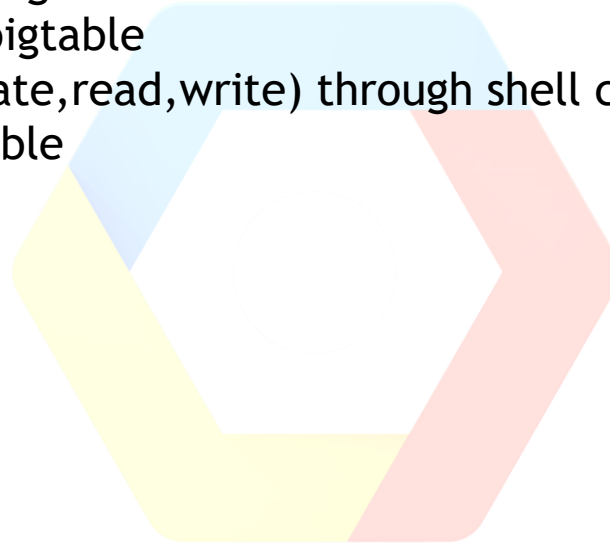 g
bigtable
ate,read,write) through shell c
ble